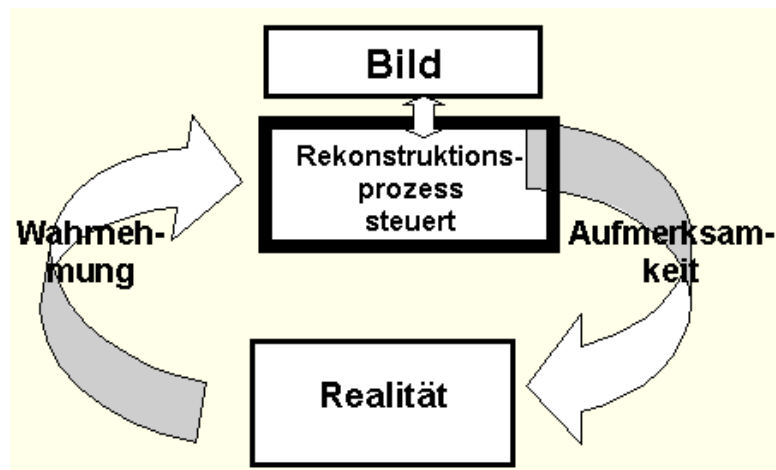 Bild
Rekonstruktions-
prozess
steuert
Wahrneh-
mung
Aufmerksam-
keit
Realität